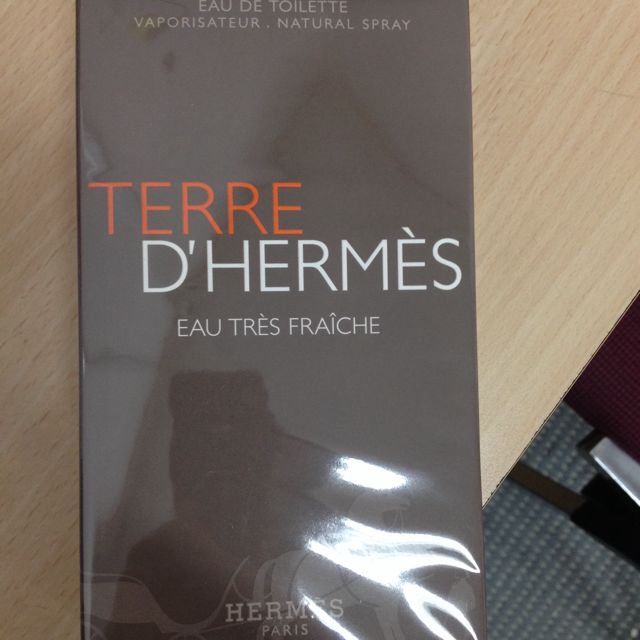 EAU DE TOILETTE
VAPORISATEUR . NATURAL SPRAY
TERRE
D'HERMÈS
EAU TRÈS FRAÎCHE
HERMÈS
PARIS